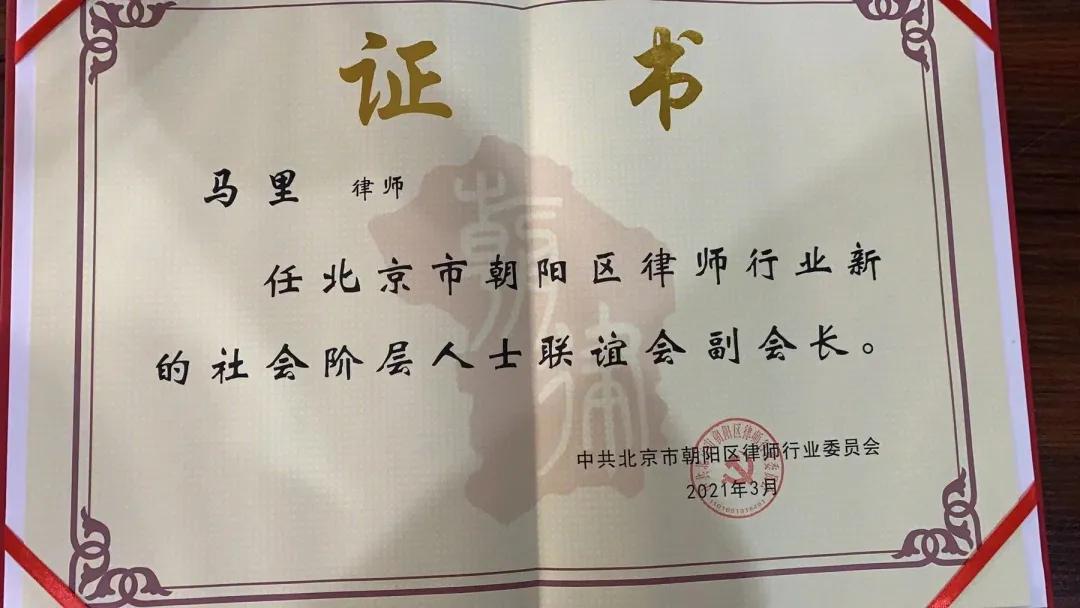 证书
马里 律师
任北京市朝阳区律师行业新
的社会阶层人士联谊会副会长。
中共北京市朝阳区律师行业委员会
2021年3月
朝律